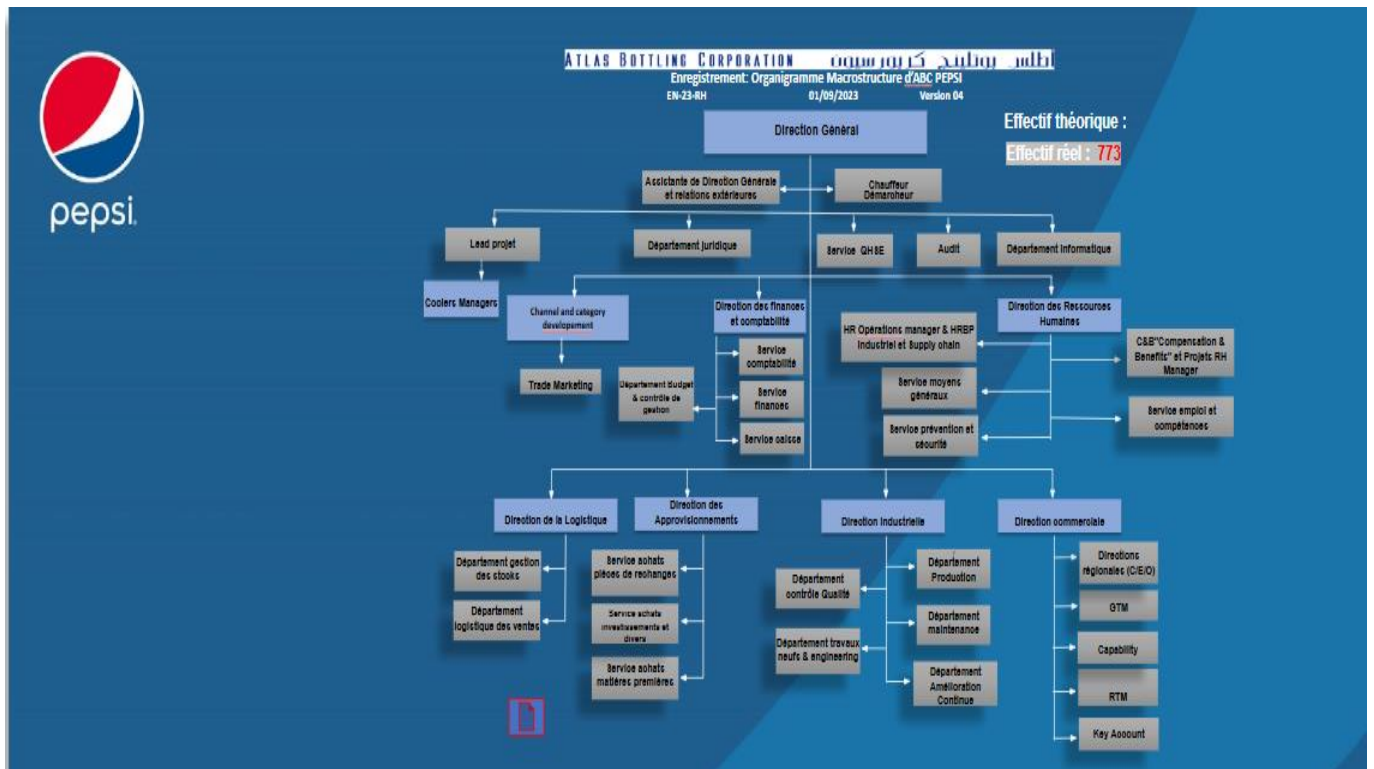 ATLAS BOTTLING CORPORATION أطلس بوتلينج كربورسيون
Enregistrement: Organigramme Macrostructure d'ABC PEPSI
EN-23-RH 01/09/2023 Version 04
pepsi
Effectif théorique :
Effectif réel : 773
Direction Général
Assistante de Direction Générale
et relations extérieures
Chauffeur
Démarcheur
Lead projet
Département juridique
Service QHSE
Audit
Département Informatique
Coolers Managers
Channel and category
developement
Trade Marketing
Direction des finances
et comptabilité
Service
comptabilité
Département Budget
& contrôle de
gestion
Service
finances
Service caisse
Direction des Ressources
Humaines
HR Opérations manager & HRBP
Industriel et Supply chain
C&B"Compensation &
Benefits" et Projets RH
Manager
Service moyens
généraux
Service emploi et
compétences
Service prévention et
sécurité
Direction de la Logistique
Département gestion
des stocks
Département
logistique des ventes
Direction des
Approvisionnements
Service achats
pièces de rechanges
Service achats
investissements et
divers
Service achats
matières premières
Direction Industrielle
Département
Production
Département
contrôle Qualité
Département
maintenance
Département travaux
neufs & engineering
Département
Amélioration
Continue
Direction commerciale
Directions
régionales (C/E/O)
GTM
Capability
RTM
Key Account